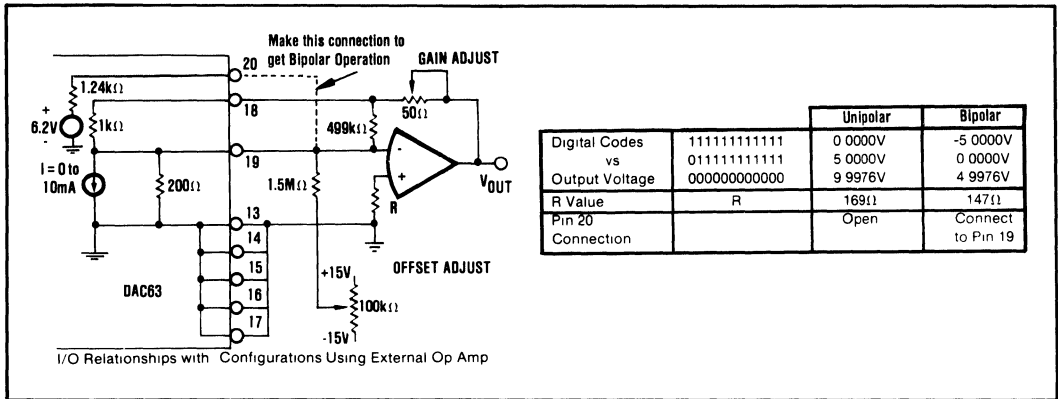 Make this connection to
get Bipolar Operation
GAIN ADJUST
20
1.24kΩ
18
50Ω
+
6.2V
-
1kΩ
499kΩ
19
-
+
VOUT
I = 0 to
10mA
200Ω
1.5MΩ
R
13
14
15
16
17
DAC63
OFFSET ADJUST
+15V
100kΩ
-15V
I/O Relationships with Configurations Using External Op Amp
Unipolar Bipolar
Digital Codes 111111111111 0 0000V -5 0000V
vs 011111111111 5 0000V 0 0000V
Output Voltage 000000000000 9 9976V 4 9976V
R Value R 169Ω 147Ω
Pin 20 Open Connect
Connection to Pin 19